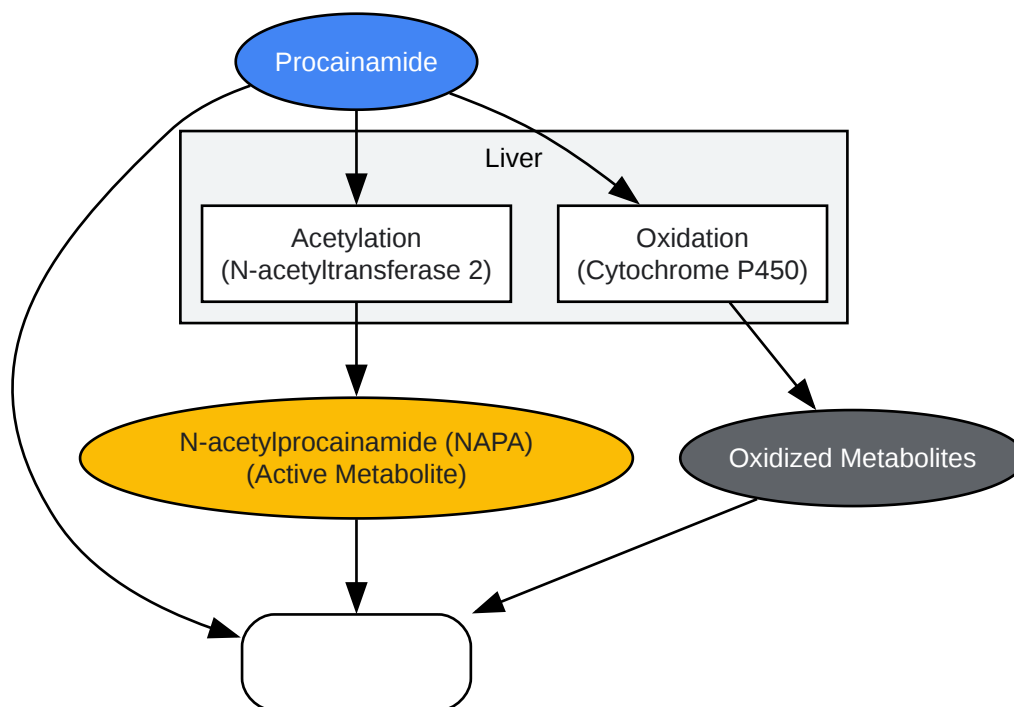 Procainamide
Liver
Acetylation
(N-acetyltransferase 2)
Oxidation
(Cytochrome P450)
N-acetylprocainamide (NAPA)
(Active Metabolite)
Oxidized Metabolites